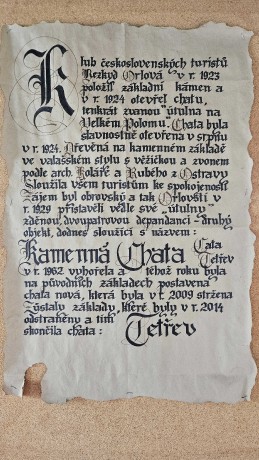 Klub československých turistů
Bezkyd Orlová v r. 1923
položil základní kámen a
v r. 1924 otevřel chatu,
tenkrát zvanou "útulna na
Velkém Polomu. Chata byla
slavnostně otevřena v srpnu
v r. 1924. Dřevěná na kamenném základě
ve valašském stylu s věžičkou a zvonem
podle arch. Koláře a Rubého z Ostravy
Sloužila všem turistům ke spokojenosti
Zájem byl obrovský a tak Orlovští v
r. 1929 přistavěli vedle své "útulny"
zděnou, dvoupatrovou depandanci - druhý
objekt, dodnes sloužící s názvem:
Kamenná Chata Čata
Tetřev
v r. 1962 vyhořela a téhož roku byla
na původních základech postavena
chata nová, která byla v r. 2009 stržena
Zůstaly základy, které byly v r. 2014
odstraněny a tím
skončila chata: Tetřev